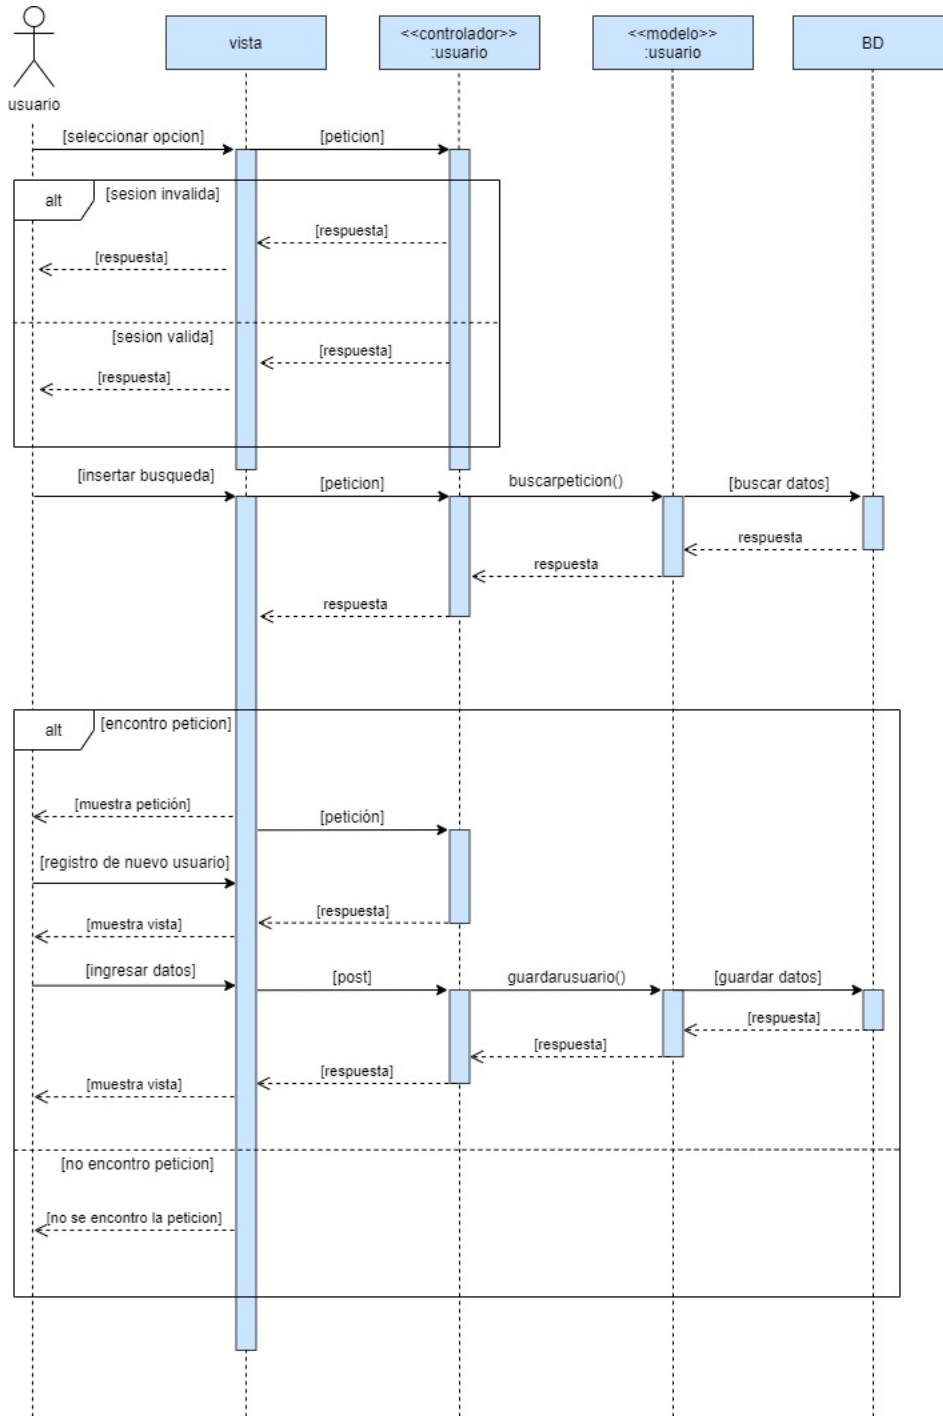 usuario
vista
<<controlador>>
:usuario
<<modelo>>
:usuario
BD
[seleccionar opcion]
[peticion]
alt
[sesion invalida]
[respuesta]
[respuesta]
[sesion valida]
[respuesta]
[respuesta]
[insertar busqueda]
[peticion]
buscarpeticion()
[buscar datos]
respuesta
respuesta
respuesta
alt
[encontro peticion]
[muestra petición]
[petición]
[registro de nuevo usuario]
[respuesta]
[muestra vista]
[ingresar datos]
[post]
guardarusuario()
[guardar datos]
[respuesta]
[respuesta]
[respuesta]
[muestra vista]
[no encontro peticion]
[no se encontro la peticion]